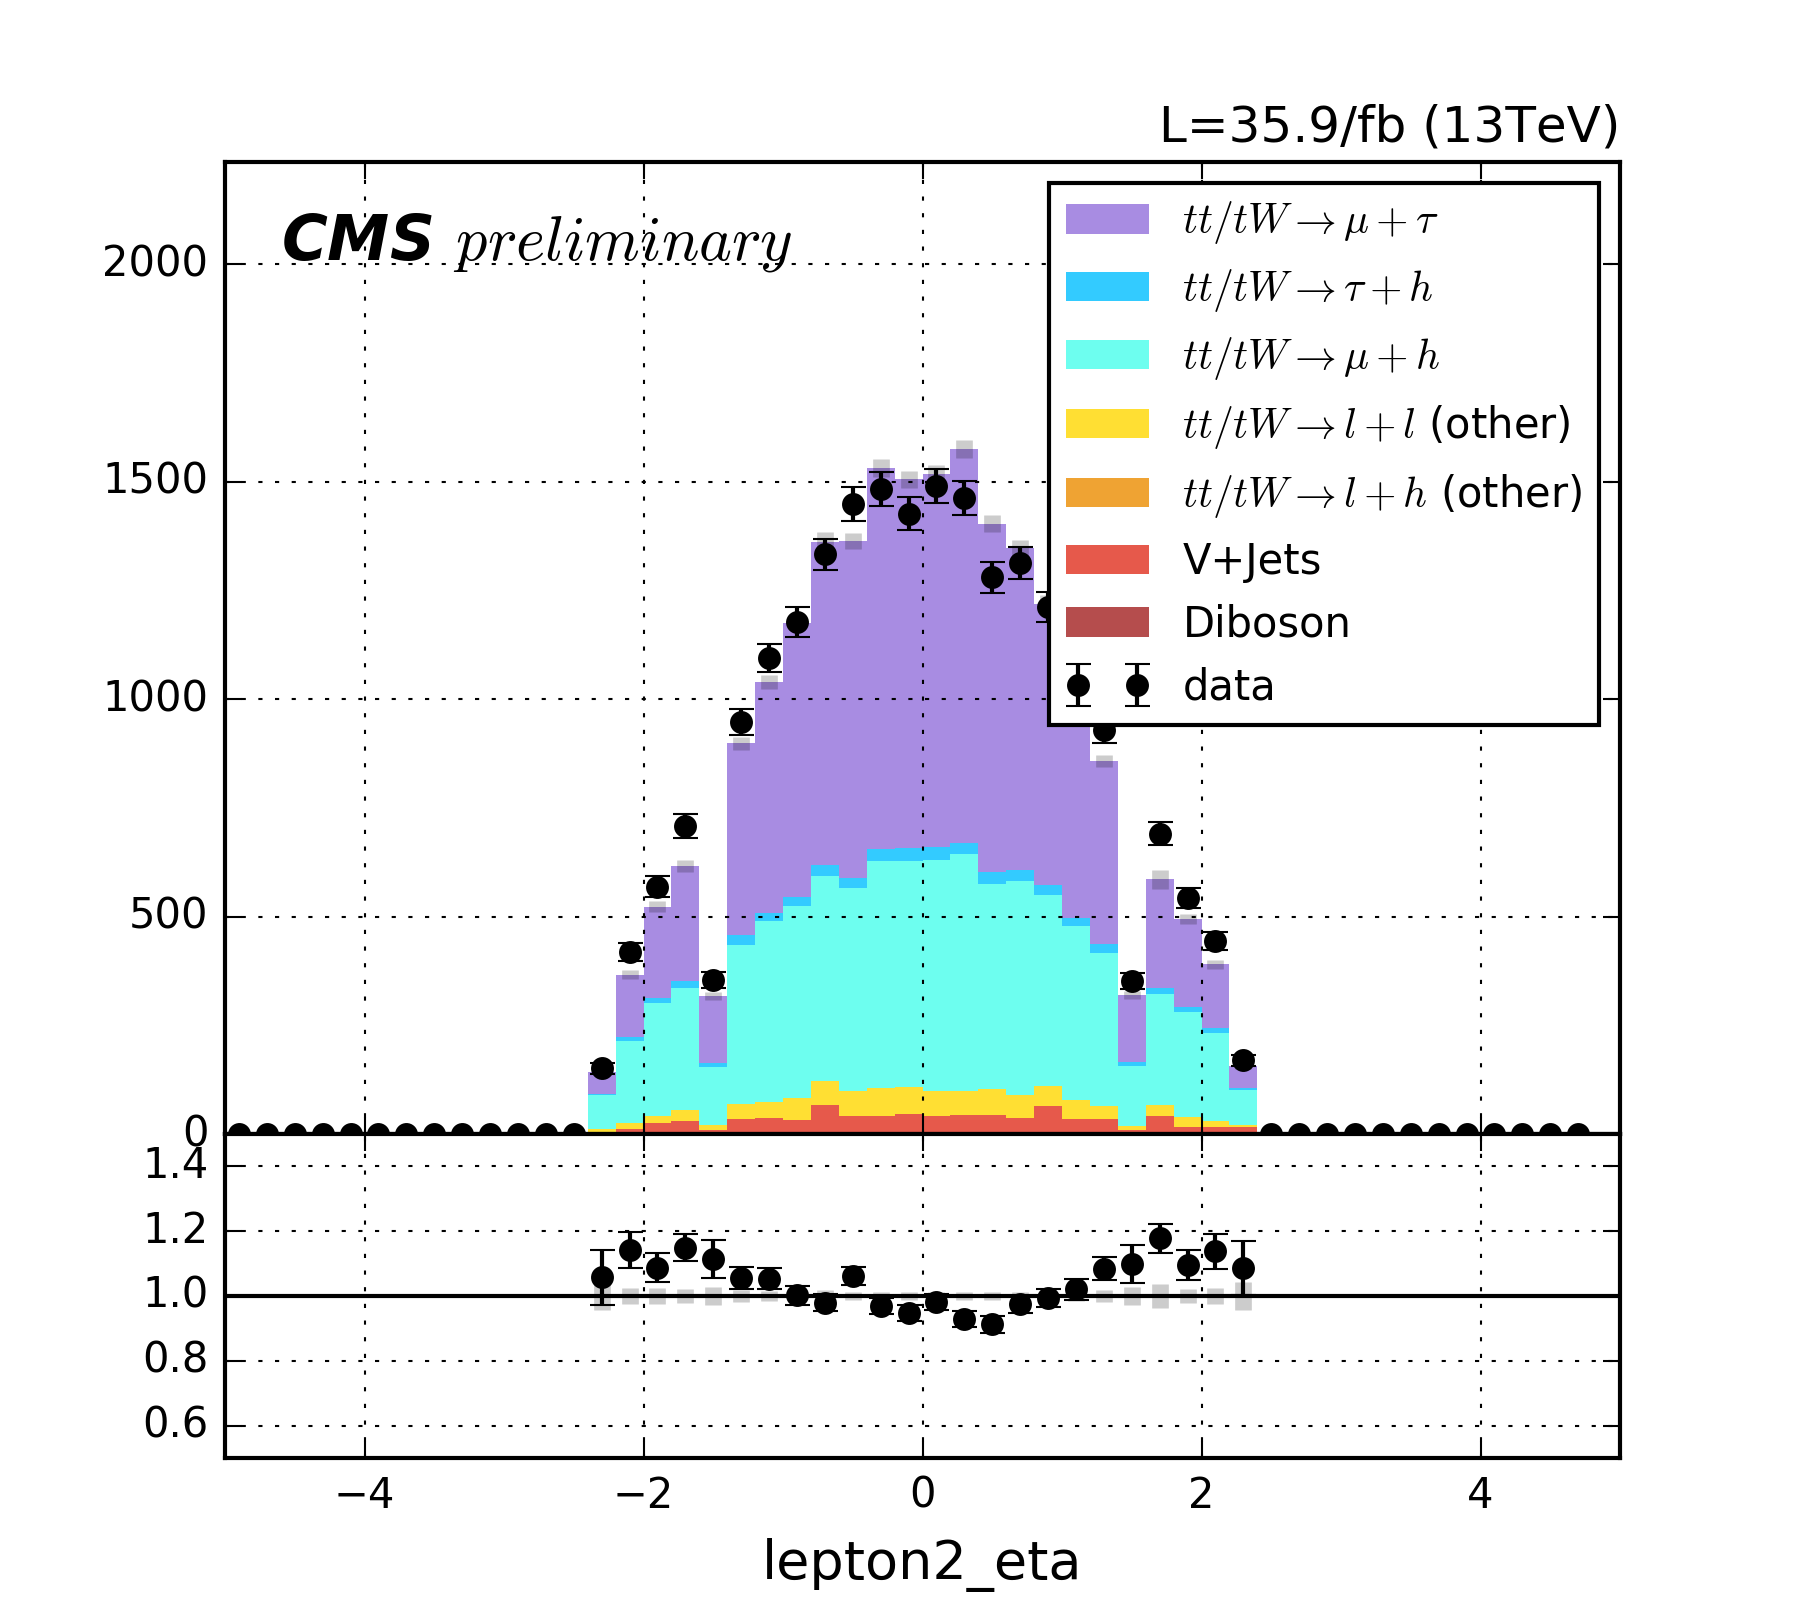 L=35.9/fb (13TeV)
CMS preliminary
tt/tW→μ+τ
tt/tW→τ+h
tt/tW→μ+h
tt/tW→l+l (other)
tt/tW→l+h (other)
V+Jets
Diboson
data
2000
1500
1000
500
0
1.4
1.2
1.0
0.8
0.6
−4 −2 0 2 4
lepton2_eta